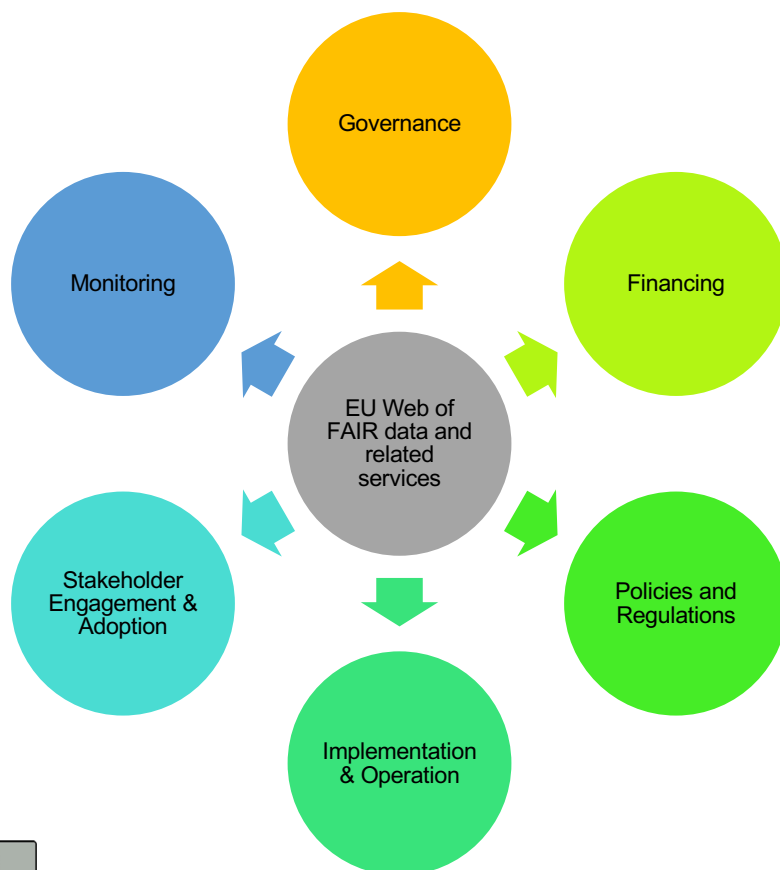 Governance
Monitoring
Financing
EU Web of
FAIR data and
related
services
Stakeholder
Engagement &
Adoption
Policies and
Regulations
Implementation
& Operation